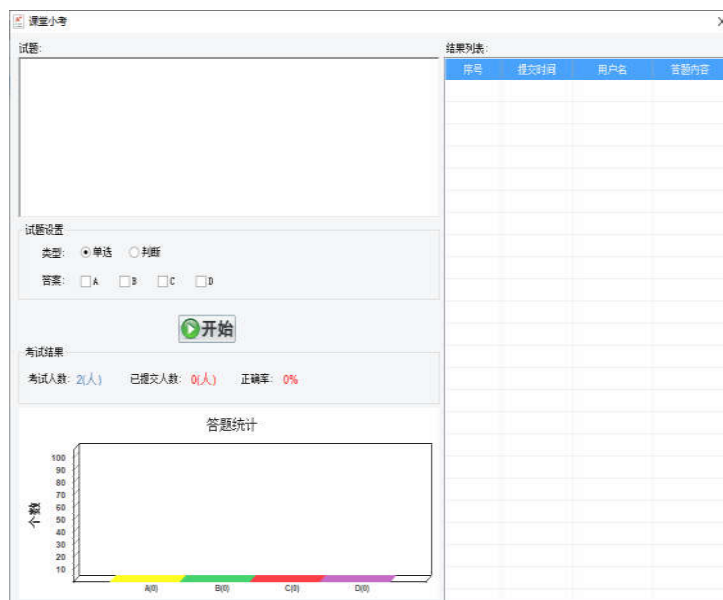 课堂小考
试题:
试题设置
类型: 单选 判断
答案: A B C D
开始
考试结果
考试人数: 2(人) 已提交人数: 0(人) 正确率: 0%
答题统计
个数
100
90
80
70
60
50
40
30
20
10
A(0) B(0) C(0) D(0)
结果列表:
序号 提交时间 用户名 答题内容